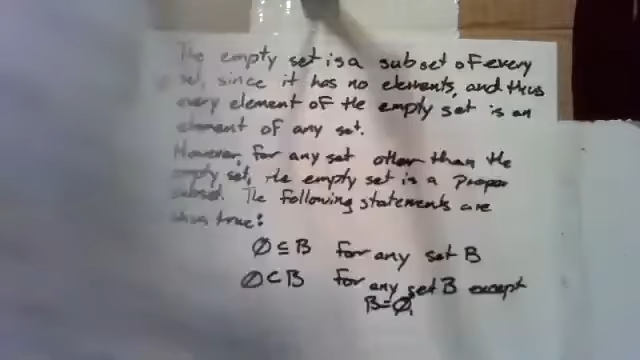 The empty set is a subset of every
set, since it has no elements, and thus
every element of the empty set is an
element of any set.
However, for any set other than the
empty set, the empty set is a proper
subset. The following statements are
thus true:
∅ ⊆ B for any set B
∅ ⊂ B for any set B except
B = ∅.